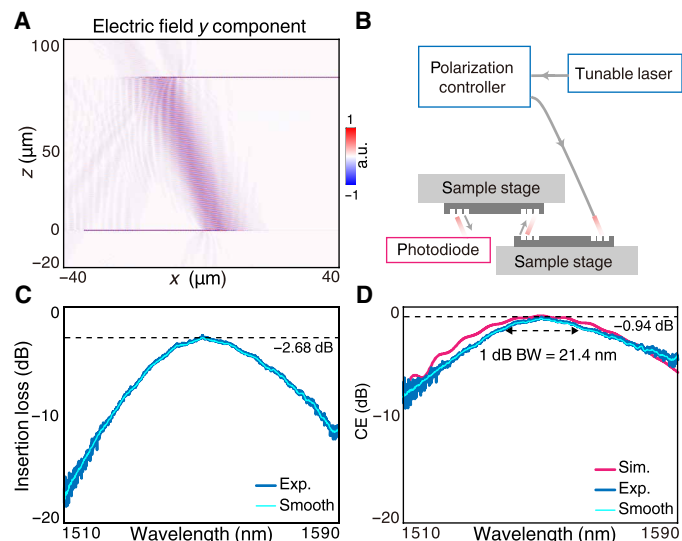 A
Electric field y component
100
50
0
−20
z (μm)
−40
x (μm)
40
1
−1
a.u.
B
Polarization
controller
Tunable laser
Sample stage
Photodiode
Sample stage
C
0
−10
−20
Insertion loss (dB)
−2.68 dB
Exp.
Smooth
1510
Wavelength (nm)
1590
D
0
−10
−20
CE (dB)
−0.94 dB
1 dB BW = 21.4 nm
Sim.
Exp.
Smooth
1510
Wavelength (nm)
1590